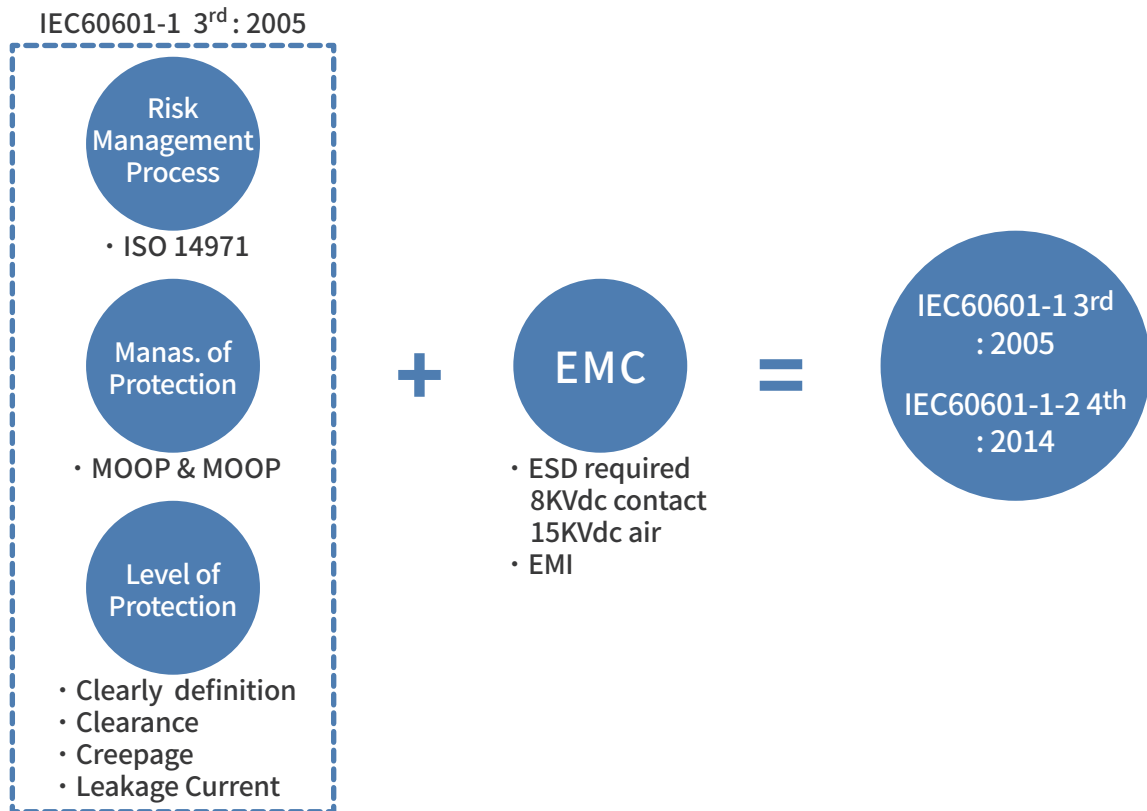 IEC60601-1 3rd : 2005
Risk
Management
Process
· ISO 14971
Manas. of
Protection
· MOOP & MOOP
Level of
Protection
· Clearly definition
· Clearance
· Creepage
· Leakage Current
+
EMC
· ESD required
8KVdc contact
15KVdc air
· EMI
=
IEC60601-1 3rd
: 2005
IEC60601-1-2 4th
: 2014